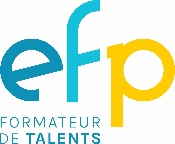 efp
FORMATEUR
DE TALENTS